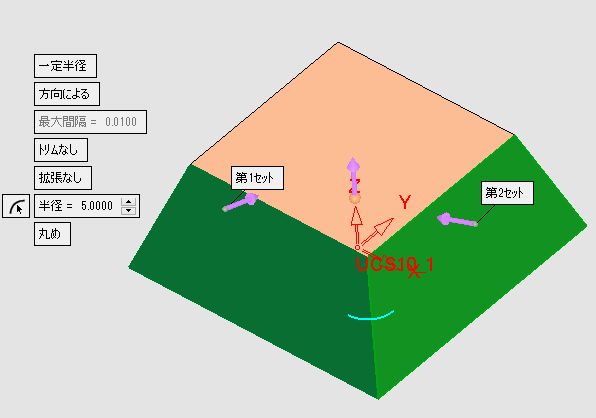 一定半径
方向による
最大間隔 = 0.0100
トリムなし
拡張なし
半径 = 5.0000
丸め
第1セット
第2セット
Z
Y
UCS10_1
X